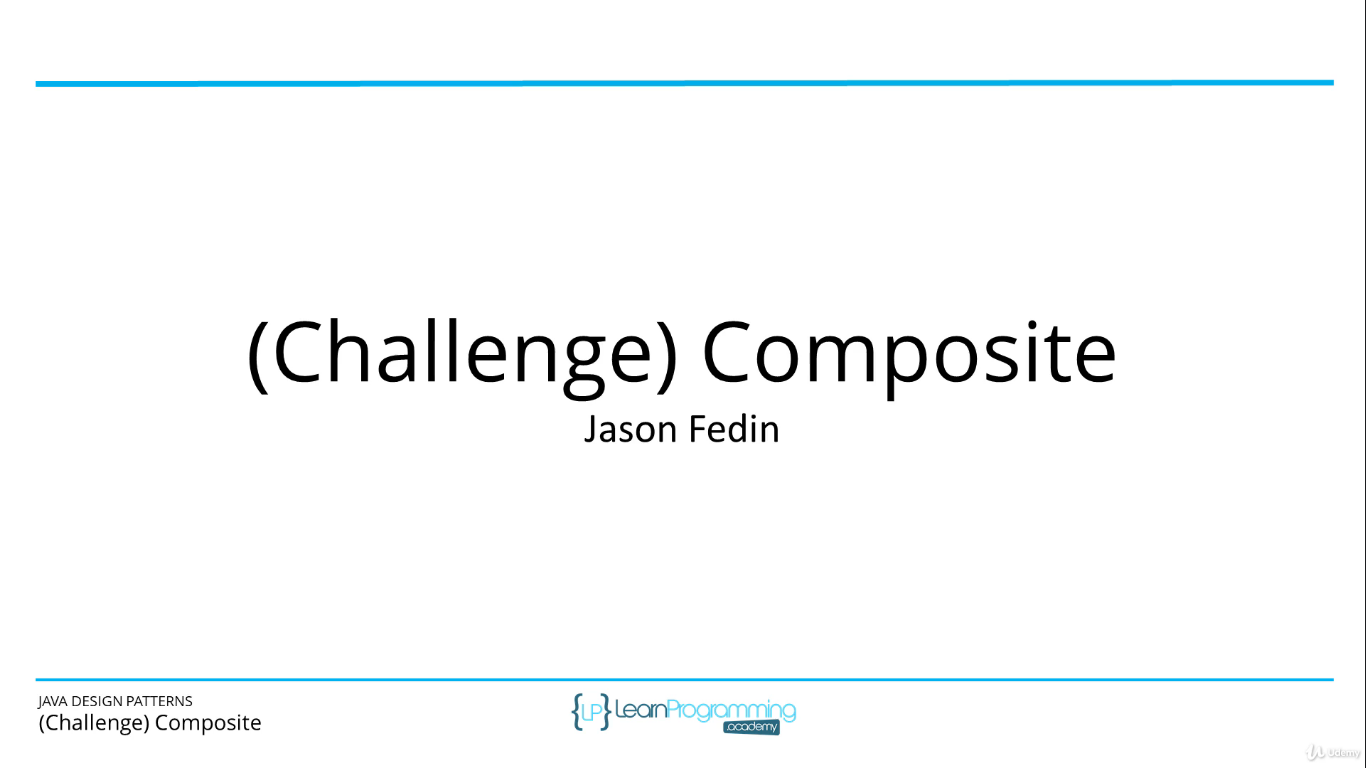 (Challenge) Composite
Jason Fedin
JAVA DESIGN PATTERNS
(Challenge) Composite
{LP} LearnProgramming
.academy
Udemy